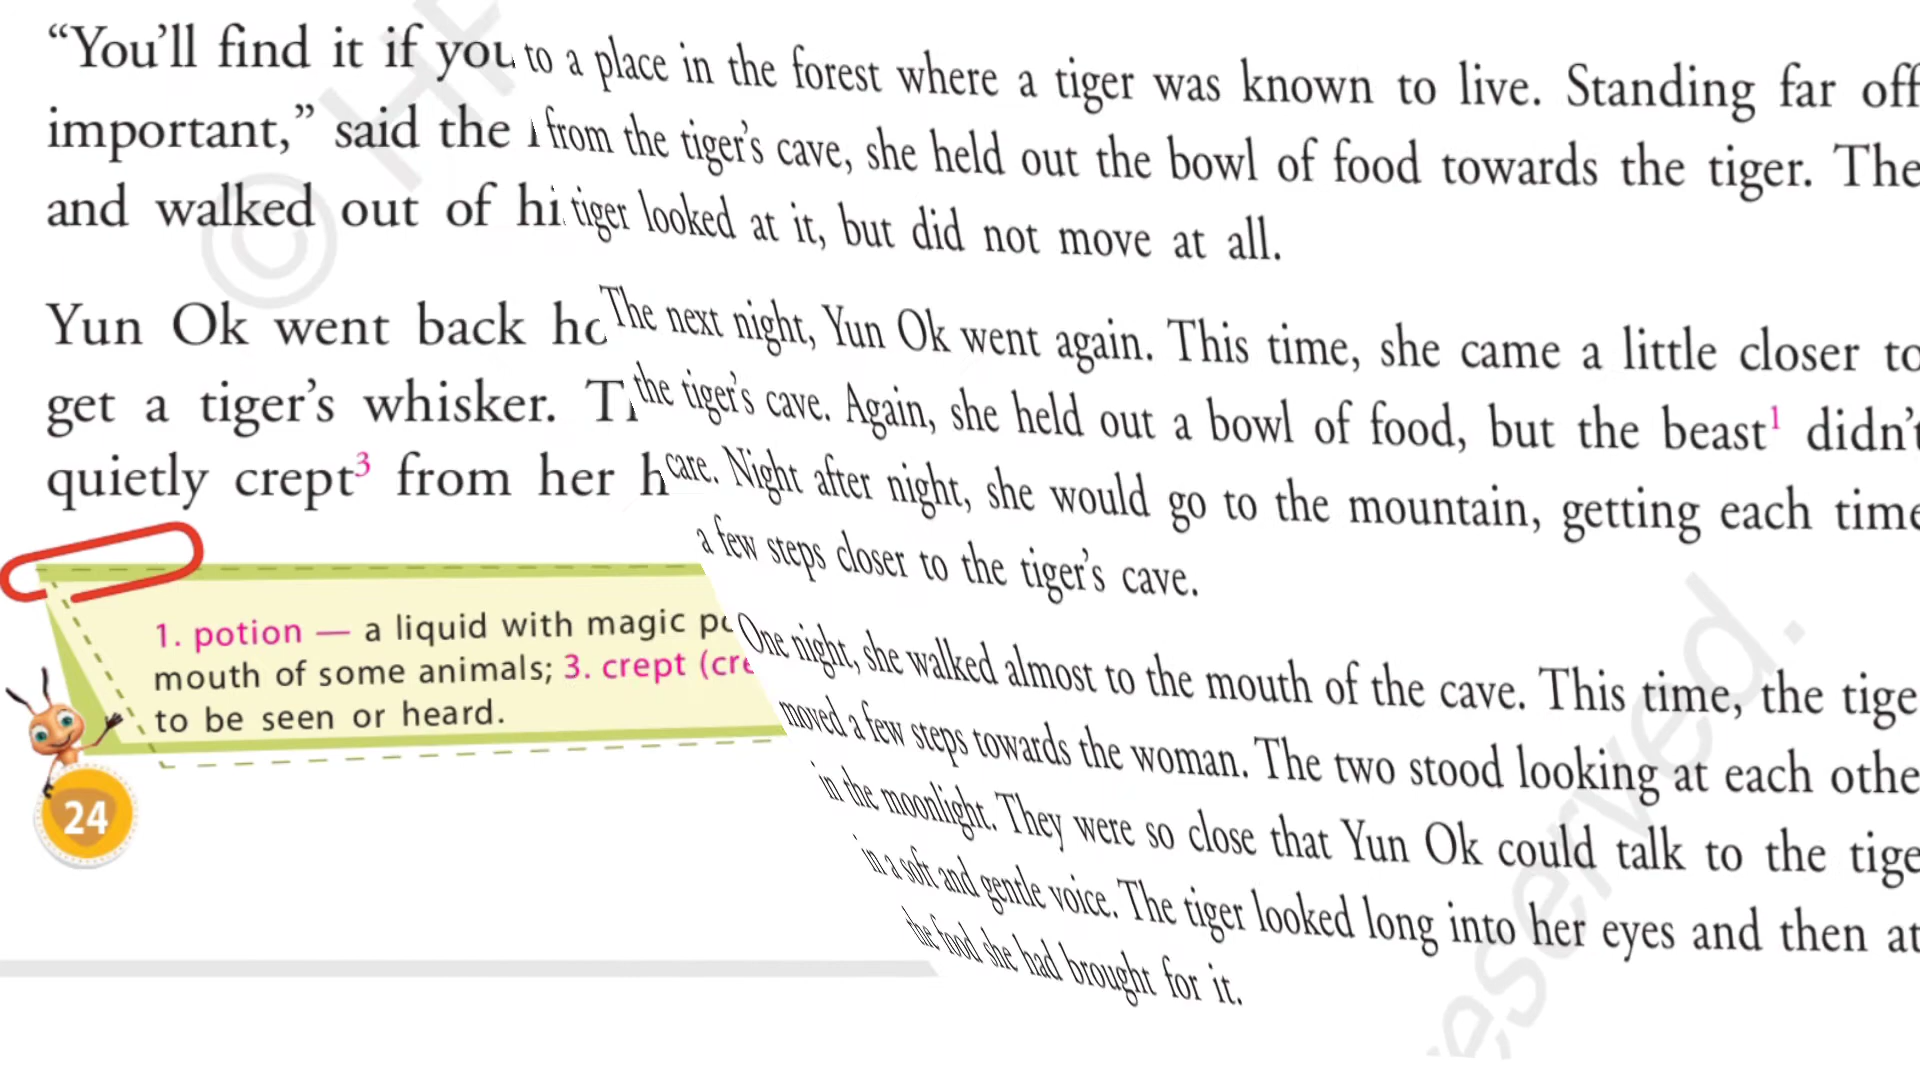 “You’ll find it if you
important,” said the
and walked out of
Yun Ok went back
get a tiger’s whisker.
quietly crept3 from her
1. potion — a liquid with magic
mouth of some animals; 3. crept
to be seen or heard.
24
to a place in the forest where a tiger was known to live. Standing far off
from the tiger’s cave, she held out the bowl of food towards the tiger. The
tiger looked at it, but did not move at all.
The next night, Yun Ok went again. This time, she came a little closer to
the tiger’s cave. Again, she held out a bowl of food, but the beast1 didn’t
care. Night after night, she would go to the mountain, getting each time
a few steps closer to the tiger’s cave.
One night, she walked almost to the mouth of the cave. This time, the tige
moved a few steps towards the woman. The two stood looking at each othe
in the moonlight. They were so close that Yun Ok could talk to the tige
in a soft and gentle voice. The tiger looked long into her eyes and then at
the food she had brought for it.